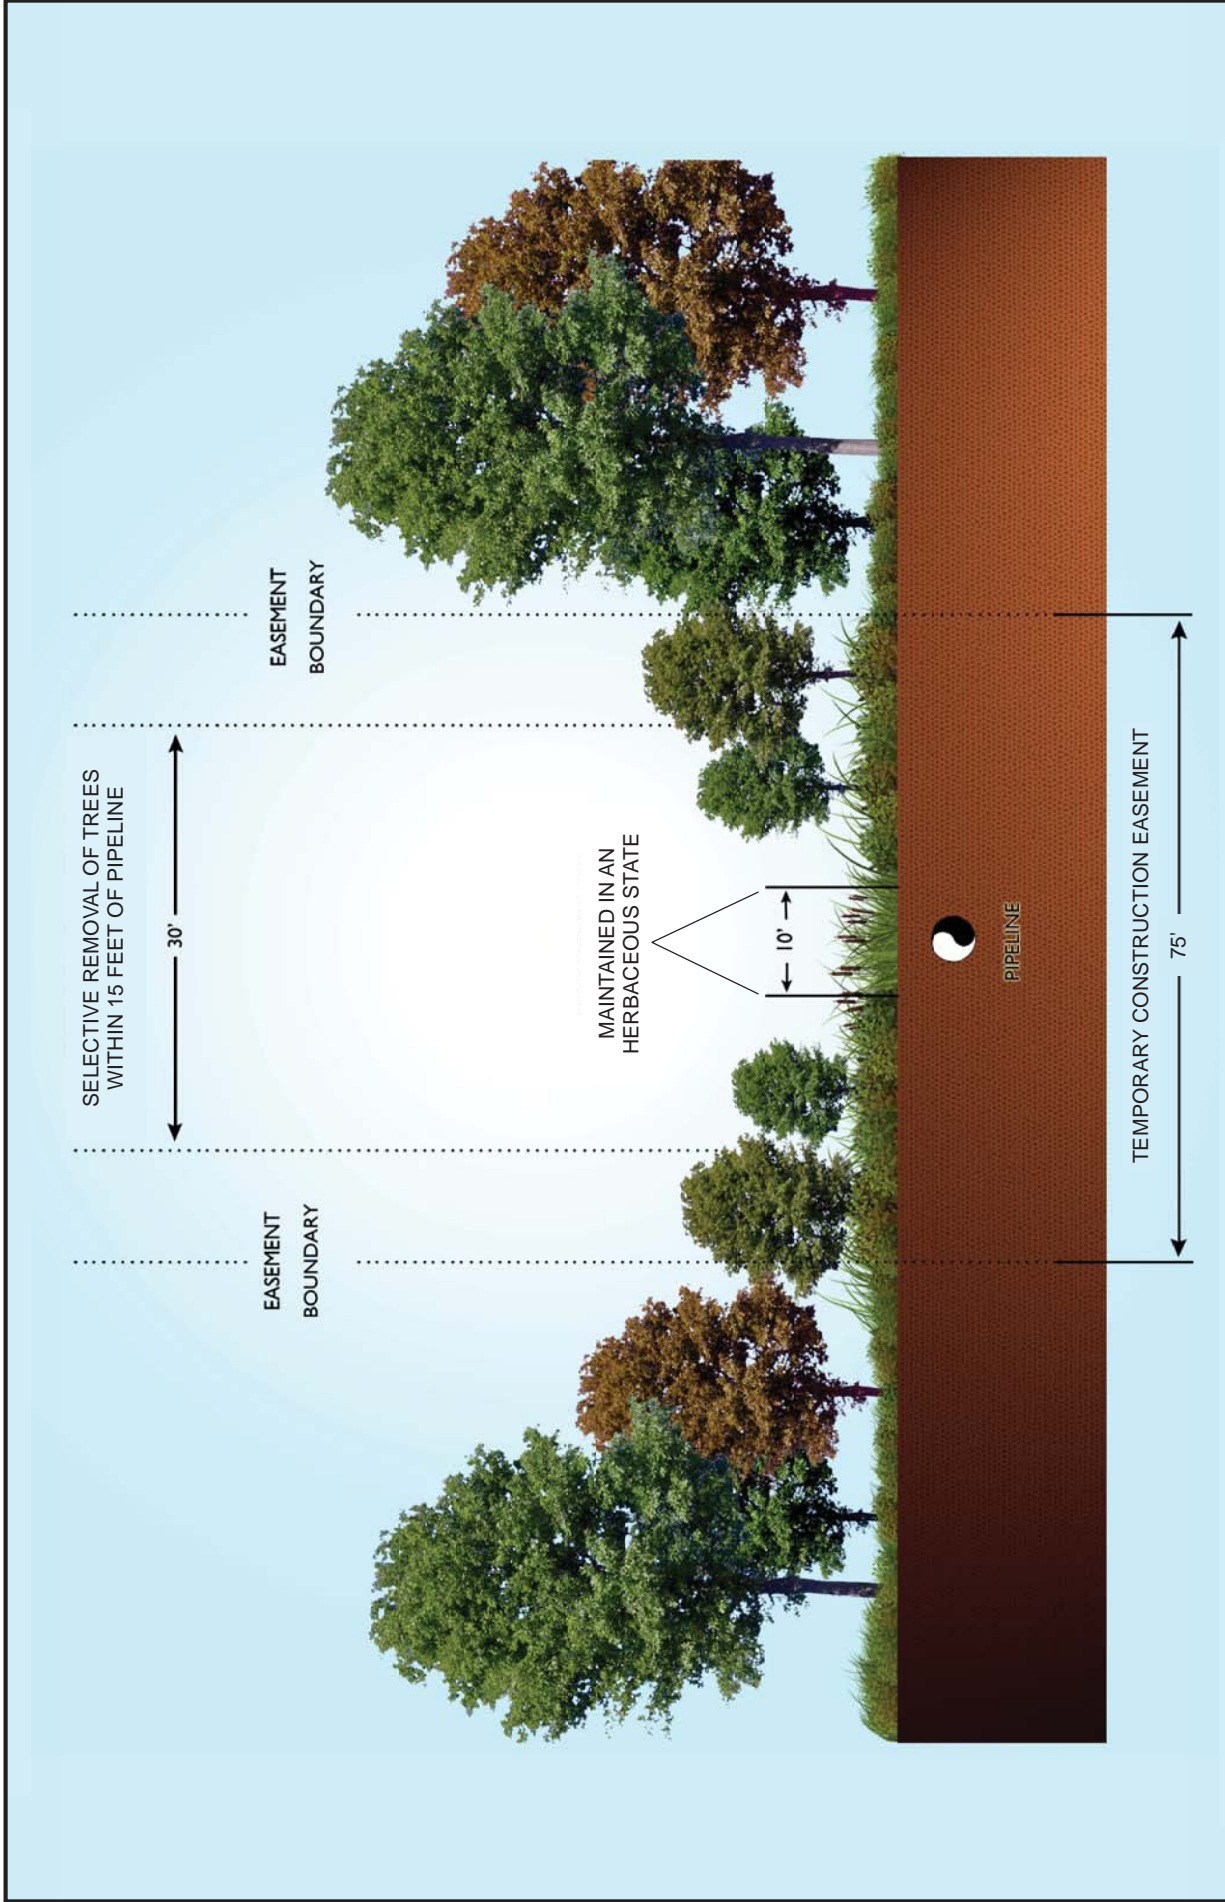 SELECTIVE REMOVAL OF TREES
WITHIN 15 FEET OF PIPELINE
30'
EASEMENT
BOUNDARY
EASEMENT
BOUNDARY
MAINTAINED IN AN
HERBACEOUS STATE
10'
PIPELINE
TEMPORARY CONSTRUCTION EASEMENT
75'